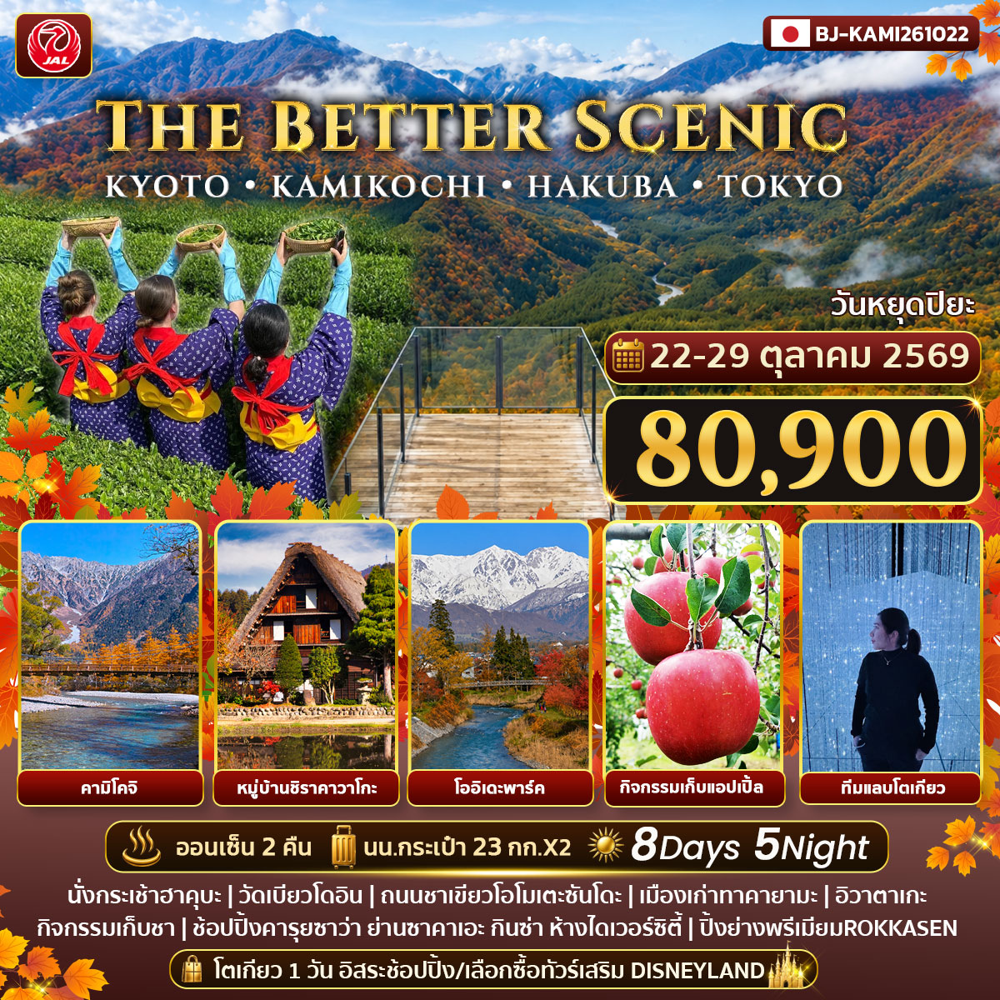 JAL
BJ-KAMI261022
THE BETTER SCENIC
KYOTO • KAMIKOCHI • HAKUBA • TOKYO
วันหยุดปิยะ
22-29 ตุลาคม 2569
80,900
คามิโคจิ
หมู่บ้านชิราคาวาโกะ
โออิเดะพาร์ค
กิจกรรมเก็บแอปเปิ้ล
ทีมแลบโตเกียว
ออนเซ็น 2 คืน
นน.กระเป๋า 23 กก.X2
8Days 5Night
นั่งกระเช้าฮาคุบะ | วัดเบียวโดอิน | ถนนชาเขียวโอโมเตะซันโดะ | เมืองเก่าทาคายามะ | อิวาตาเกะ
กิจกรรมเก็บชา | ช้อปปิ้งคารุยซาว่า ย่านซาคาเอะ กินซ่า ห้างไดเวอร์ซิตี้ | ปิ้งย่างพรีเมียมROKKASEN
โตเกียว 1 วัน อิสระช้อปปิ้ง/เลือกซื้อทัวร์เสริม DISNEYLAND